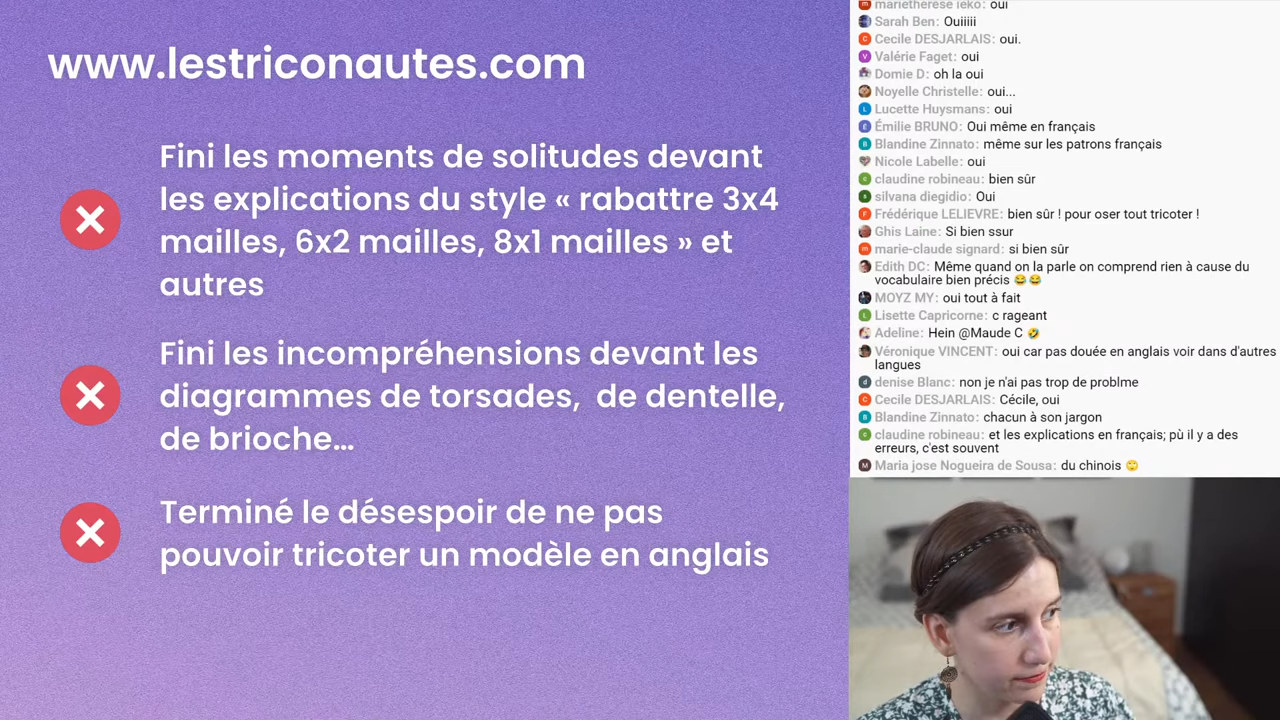 www.lestriconautes.com
Fini les moments de solitudes devant
les explications du style « rabattre 3x4
mailles, 6x2 mailles, 8x1 mailles » et
autres
Fini les incompréhensions devant les
diagrammes de torsades, de dentelle,
de brioche...
Terminé le désespoir de ne pas
pouvoir tricoter un modèle en anglais
mariethérèse ieko: oui
Sarah Ben: Ouiiiii
Cecile DESJARLAIS: oui.
Valérie Faget: oui
Domie D: oh la oui
Noyelle Christelle: oui...
Lucette Huysmans: oui
Émilie BRUNO: Oui même en français
Blandine Zinnato: même sur les patrons français
Nicole Labelle: oui
claudine robineau: bien sûr
silvana diegidio: Oui
Frédérique LELIEVRE: bien sûr ! pour oser tout tricoter !
Ghis Laine: Si bien ssur
marie-claude signard: si bien sûr
Edith DC: Même quand on la parle on comprend rien à cause du
vocabulaire bien précis 😂😂
MOYZ MY: oui tout à fait
Lisette Capricorne: c rageant
Adeline: Hein @Maude C 🤣
Véronique VINCENT: oui car pas douée en anglais voir dans d'autres
langues
denise Blanc: non je n'ai pas trop de problme
Cecile DESJARLAIS: Cécile, oui
Blandine Zinnato: chacun à son jargon
claudine robineau: et les explications en français; pù il y a des
erreurs, c'est souvent
Maria jose Nogueira de Sousa: du chinois 🙄